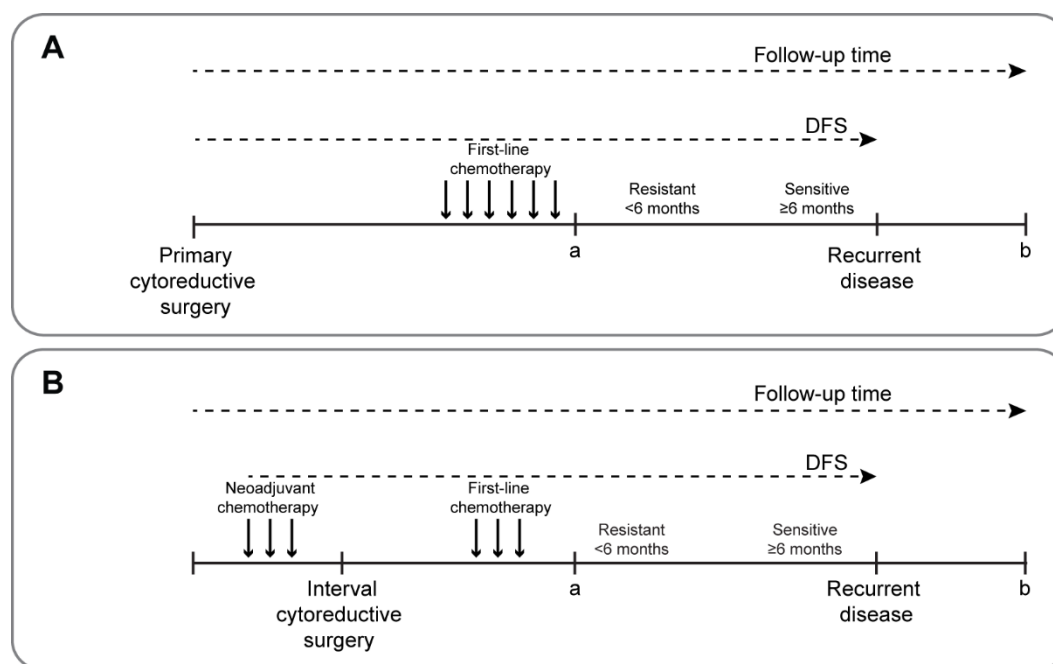 A
Follow-up time
DFS
First-line
chemotherapy
Resistant
<6 months
Sensitive
≥6 months
Primary
cytoreductive
surgery
a
Recurrent
disease
b
B
Follow-up time
DFS
Neoadjuvant
chemotherapy
First-line
chemotherapy
Resistant
<6 months
Sensitive
≥6 months
Interval
cytoreductive
surgery
a
Recurrent
disease
b